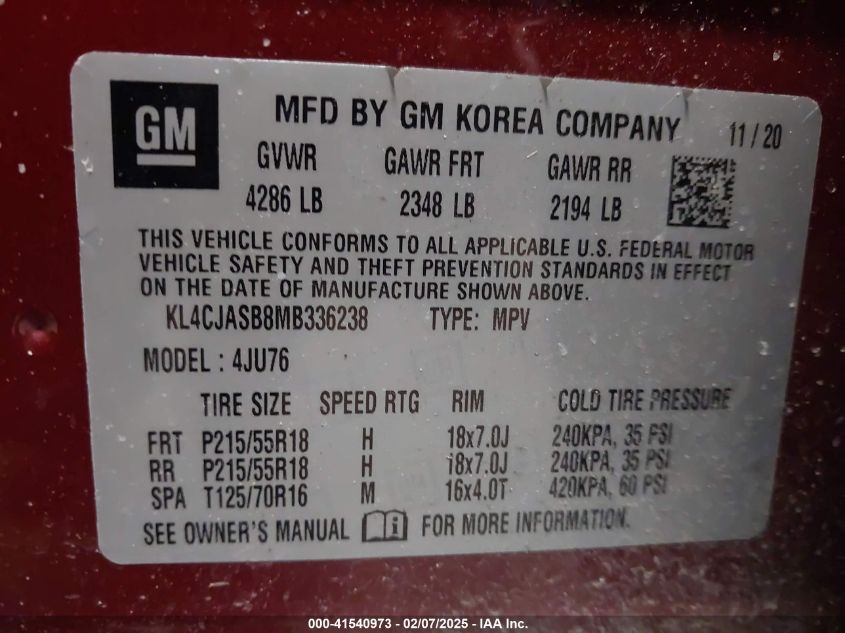 GM
MFD BY GM KOREA COMPANY 11 / 20
GVWR GAWR FRT GAWR RR
4286 LB 2348 LB 2194 LB
THIS VEHICLE CONFORMS TO ALL APPLICABLE U.S. FEDERAL MOTOR
VEHICLE SAFETY AND THEFT PREVENTION STANDARDS IN EFFECT
ON THE DATE OF MANUFACTURE SHOWN ABOVE.
KL4CJASB8MB336238 TYPE: MPV
MODEL : 4JU76
TIRE SIZE SPEED RTG RIM COLD TIRE PRESSURE
FRT P215/55R18 H 18x7.0J 240KPA, 35 PSI
RR P215/55R18 H 18x7.0J 240KPA, 35 PSI
SPA T125/70R16 M 16x4.0T 420KPA, 60 PSI
SEE OWNER'S MANUAL i FOR MORE INFORMATION.
000-41540973 - 02/07/2025 - IAA Inc.